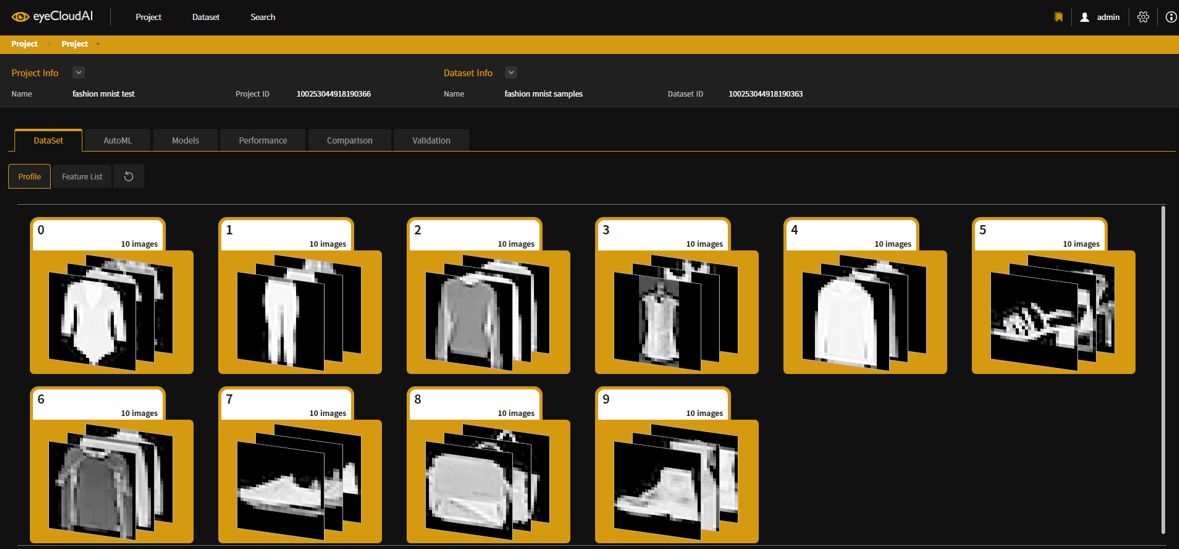 eyeCloudAI Project Dataset Search admin
Project > Project
Project Info Dataset Info
Name fashion mnist test Project ID 100253044918190366 Name fashion mnist samples Dataset ID 100253044918190363
DataSet AutoML Models Performance Comparison Validation
Profile Feature List
0 1 2 3 4 5
10 images 10 images 10 images 10 images 10 images 10 images
6 7 8 9
10 images 10 images 10 images 10 images